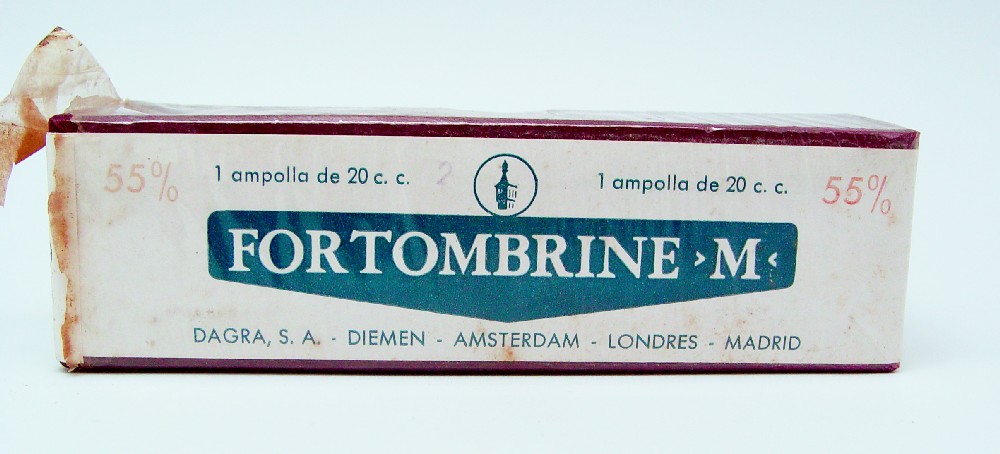 55% 1 ampolla de 20 c. c. 2 1 ampolla de 20 c. c. 55%
FORTOMBRINE ›M‹
DAGRA, S. A. - DIEMEN - AMSTERDAM - LONDRES - MADRID